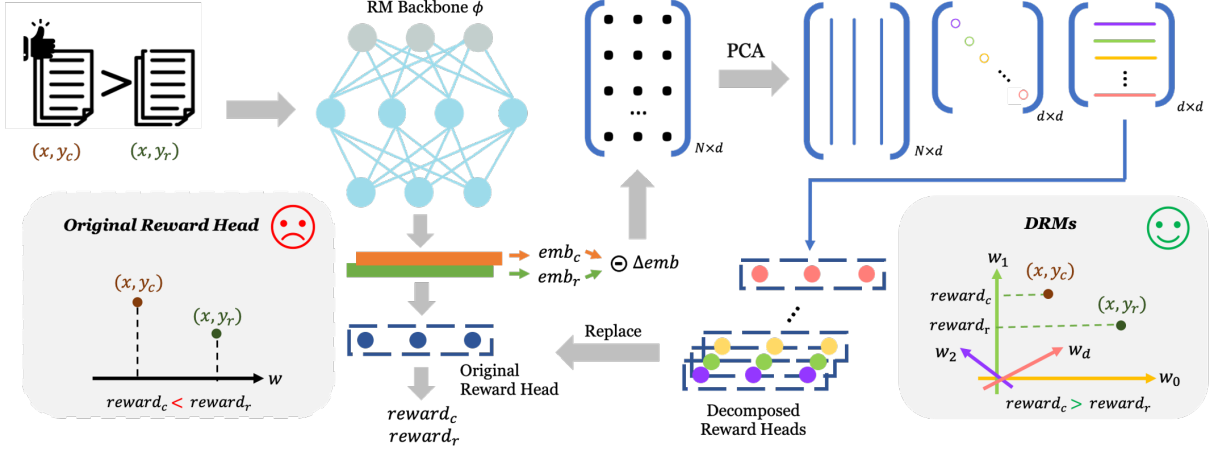 RM Backbone ϕ
>
(x, y_c)
(x, y_r)
...
N×d
PCA
N×d
...
d×d
...
d×d
Original Reward Head
(x, y_c)
(x, y_r)
w
reward_c < reward_r
emb_c
emb_r
Δemb
Original
Reward Head
reward_c
reward_r
Replace
...
Decomposed
Reward Heads
DRMs
w_1
(x, y_c)
reward_c
(x, y_r)
reward_r
w_2
w_d
w_0
reward_c > reward_r